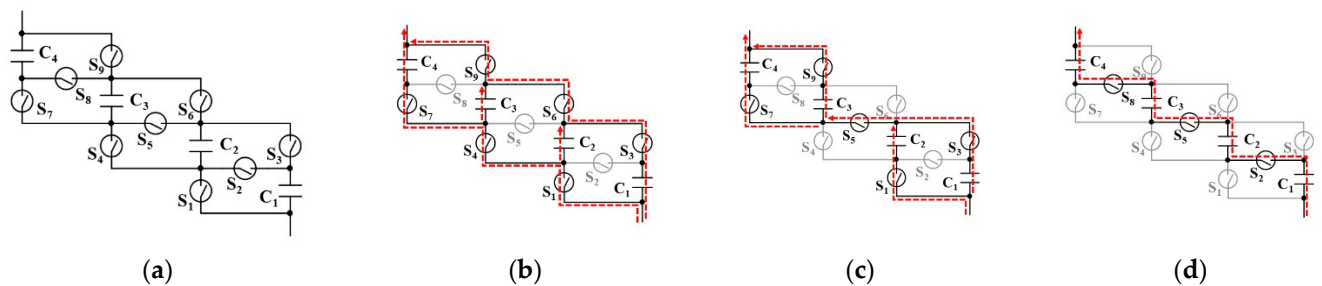 C4 S9
S8 C3
S7 S6
S5
S4 C2 S3
S2
S1 C1
C4 S9
S8
S7 C3 S6
S5
S4 C2 S3
S2
S1 C1
C4 S9
S8
S7 C3 S6
S5
S4 C2 S3
S2
S1 C1
C4 S9
S8
S7 C3 S6
S5
S4 C2 S3
S2
S1 C1
(a) (b) (c) (d)